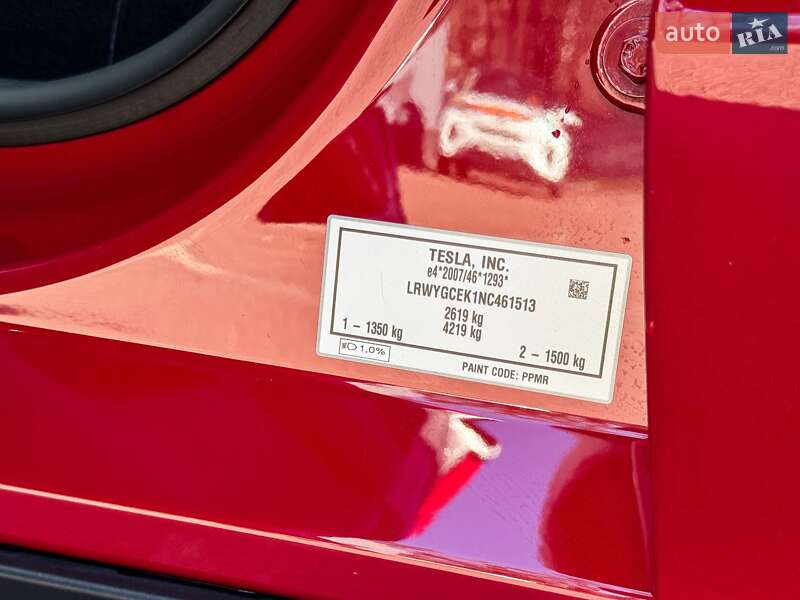 auto RIA.com
TESLA, INC.
e4*2007/46*1293*
LRWYGCEK1NC461513
2619 kg
4219 kg
1 – 1350 kg
2 – 1500 kg
1.0%
PAINT CODE: PPMR